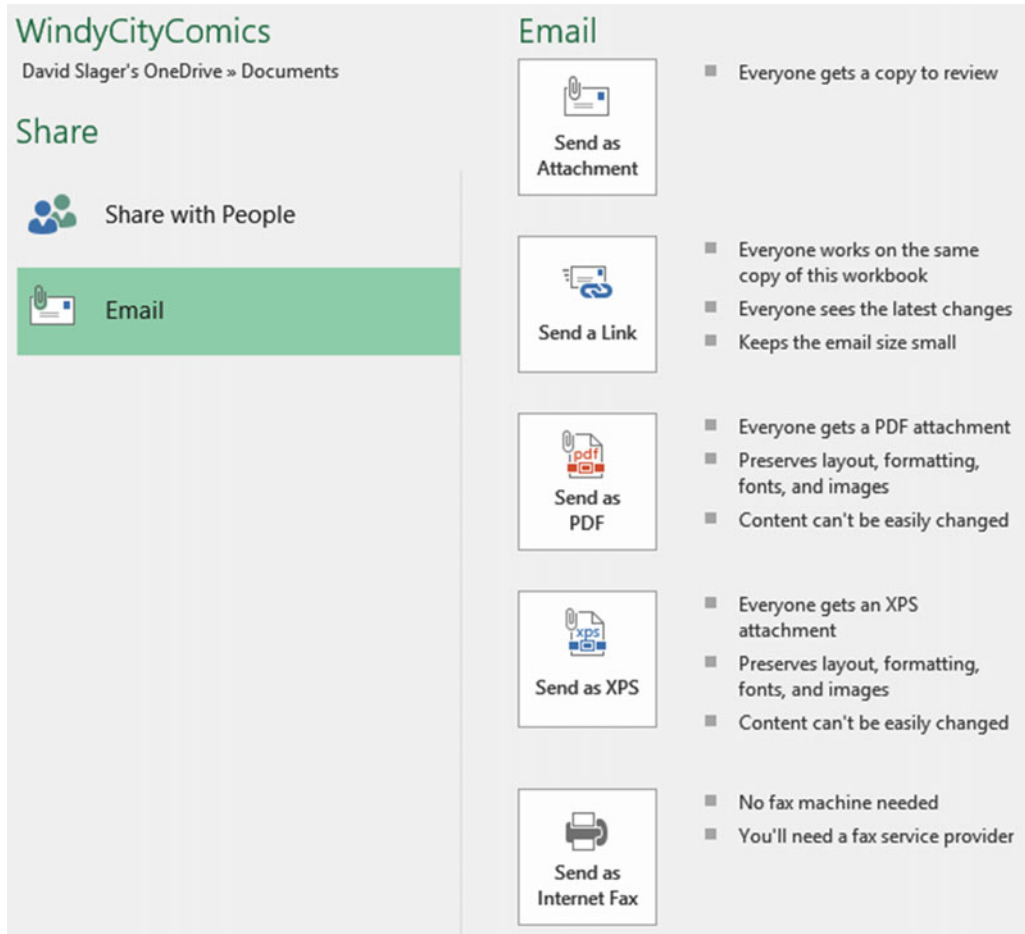 WindyCityComics
David Slager's OneDrive » Documents
Share
Share with People
Email
Email
Send as
Attachment
Everyone gets a copy to review
Send a Link
Everyone works on the same
copy of this workbook
Everyone sees the latest changes
Keeps the email size small
pdf
Send as
PDF
Everyone gets a PDF attachment
Preserves layout, formatting,
fonts, and images
Content can't be easily changed
xps
Send as XPS
Everyone gets an XPS
attachment
Preserves layout, formatting,
fonts, and images
Content can't be easily changed
Send as
Internet Fax
No fax machine needed
You'll need a fax service provider